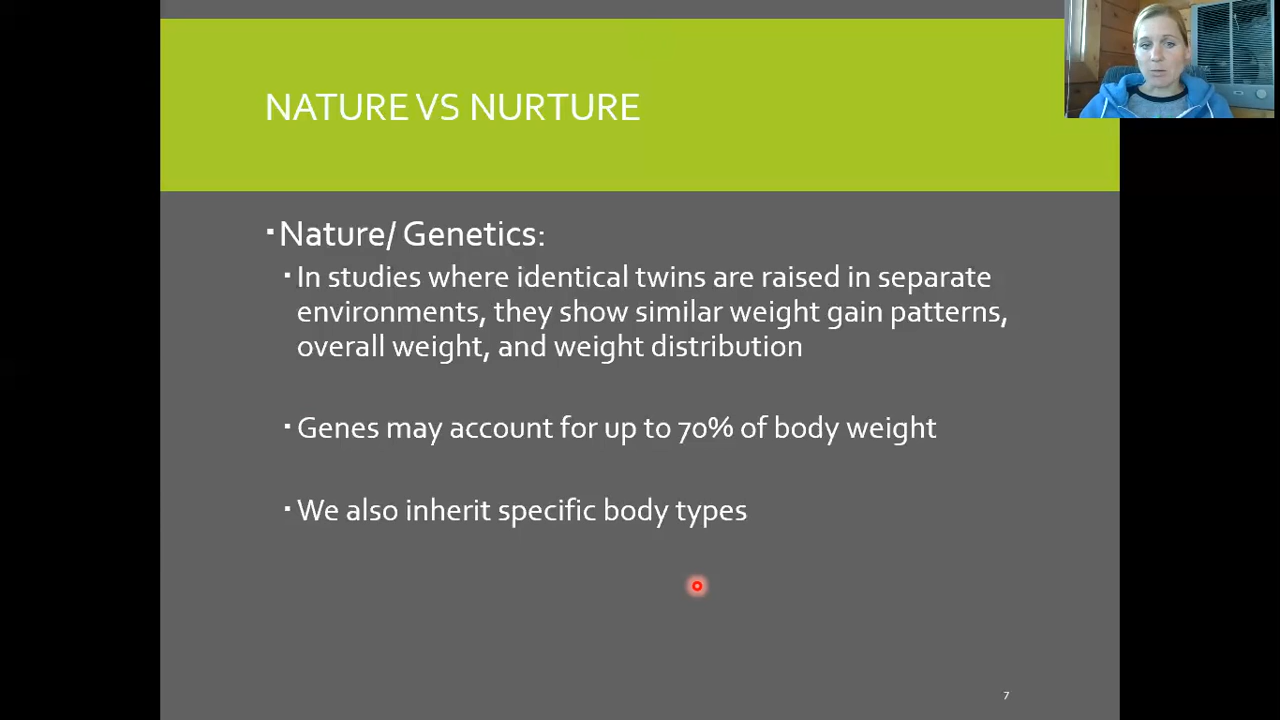 NATURE VS NURTURE
▪Nature/ Genetics:
▪In studies where identical twins are raised in separate
environments, they show similar weight gain patterns,
overall weight, and weight distribution
▪Genes may account for up to 70% of body weight
▪We also inherit specific body types
7